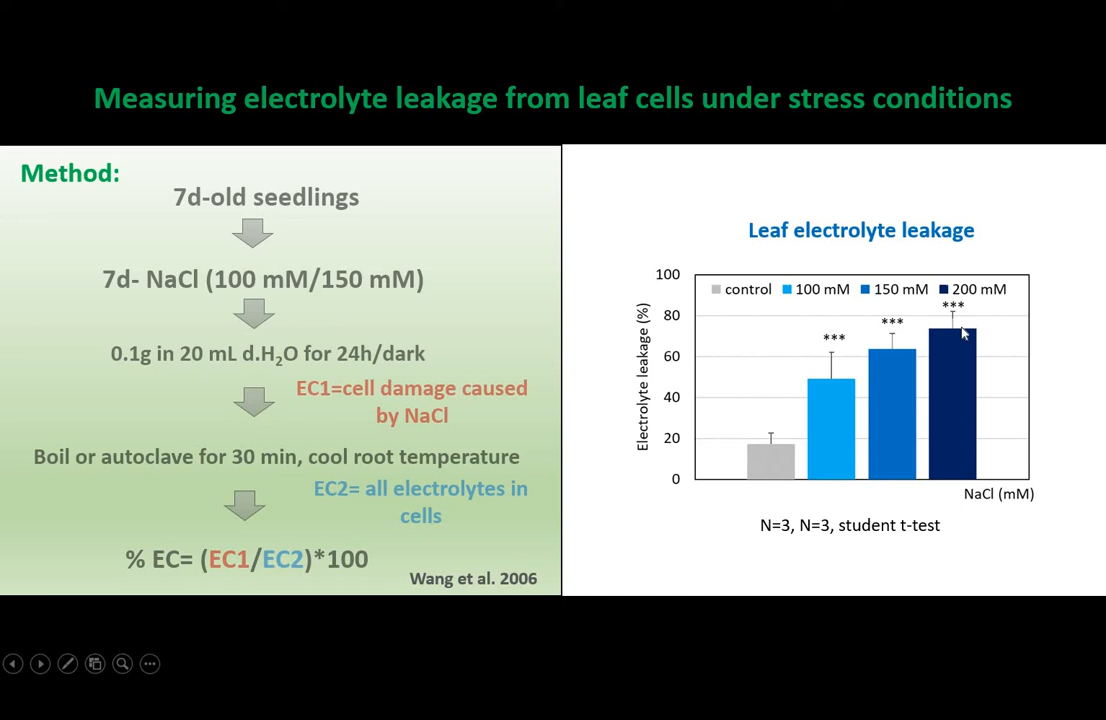 Measuring electrolyte leakage from leaf cells under stress conditions
Method:
7d-old seedlings
7d- NaCl (100 mM/150 mM)
0.1g in 20 mL d.H₂O for 24h/dark
EC1=cell damage caused
by NaCl
Boil or autoclave for 30 min, cool root temperature
EC2= all electrolytes in
cells
% EC= (EC1/EC2)*100
Wang et al. 2006
Leaf electrolyte leakage
Electrolyte leakage (%)
100
80
60
40
20
0
control 100 mM 150 mM 200 mM
***
***
***
NaCl (mM)
N=3, N=3, student t-test